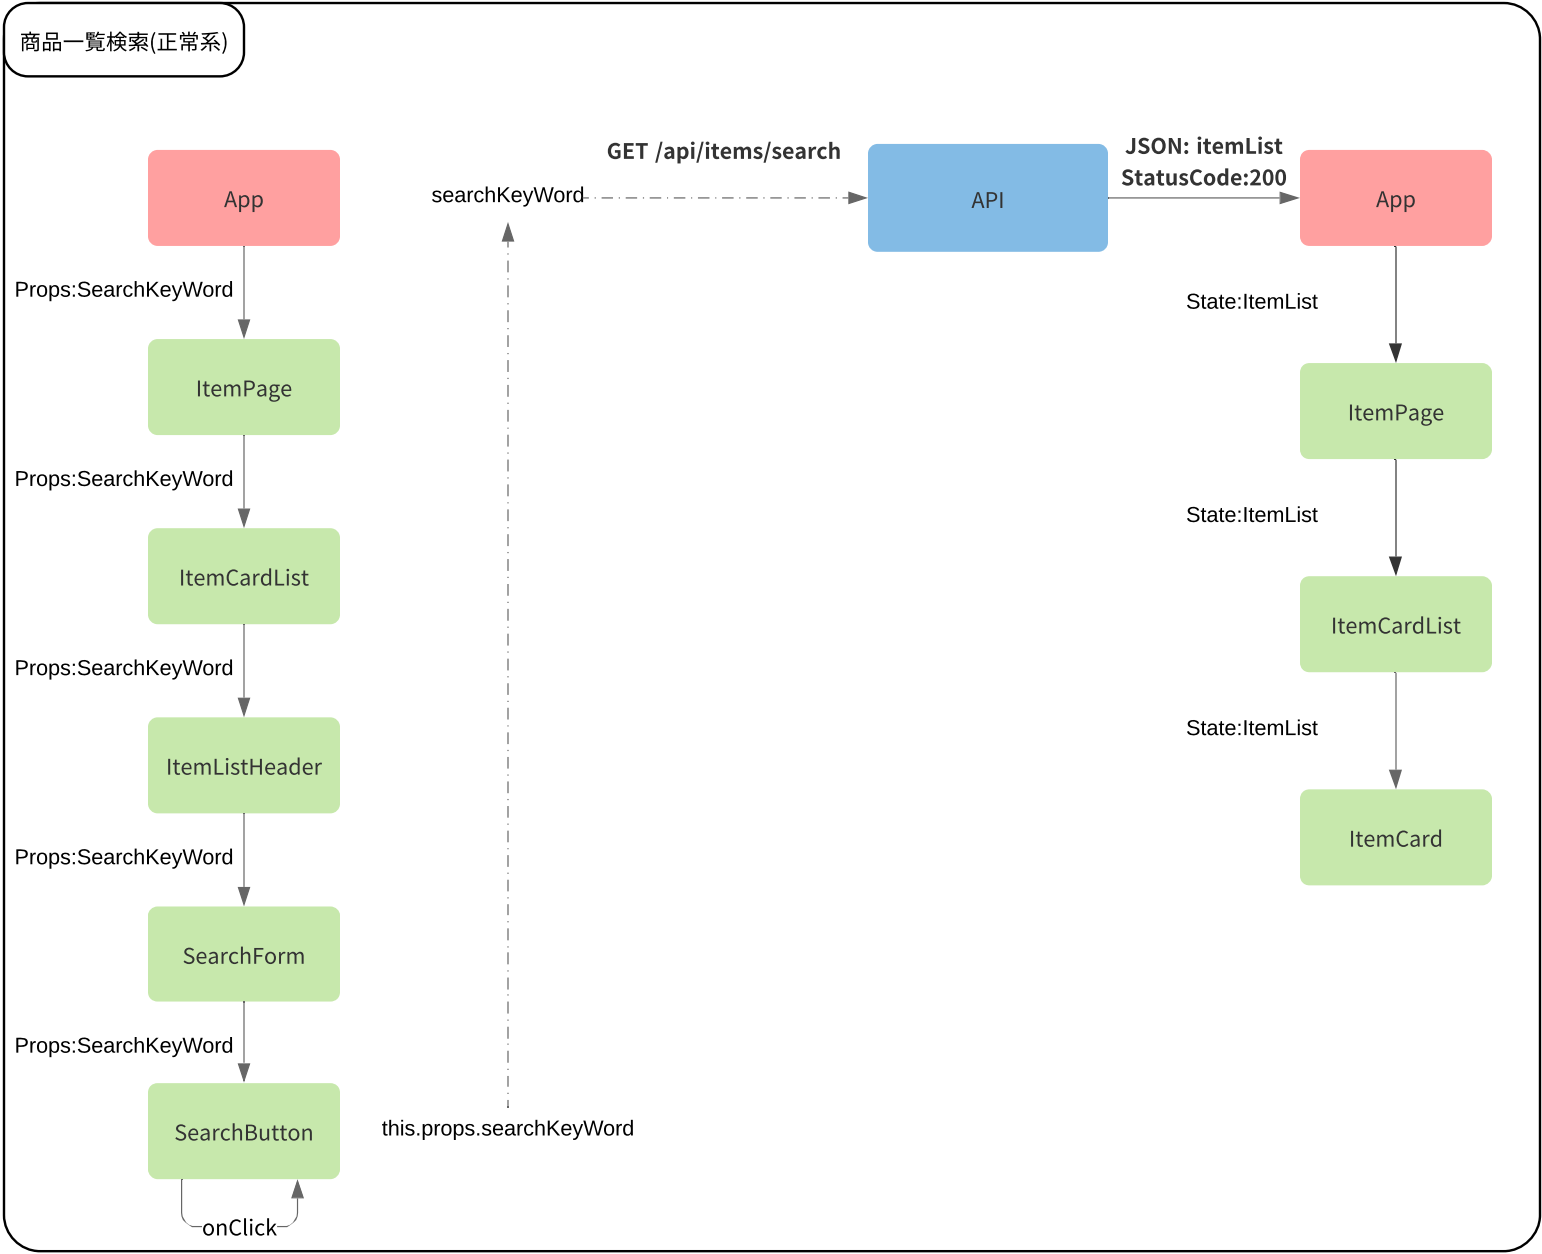 商品一覧検索(正常系)
App
Props:SearchKeyWord
ItemPage
Props:SearchKeyWord
ItemCardList
Props:SearchKeyWord
ItemListHeader
Props:SearchKeyWord
SearchForm
Props:SearchKeyWord
SearchButton
onClick
this.props.searchKeyWord
searchKeyWord
GET /api/items/search
API
JSON: itemList
StatusCode:200
App
State:ItemList
ItemPage
State:ItemList
ItemCardList
State:ItemList
ItemCard